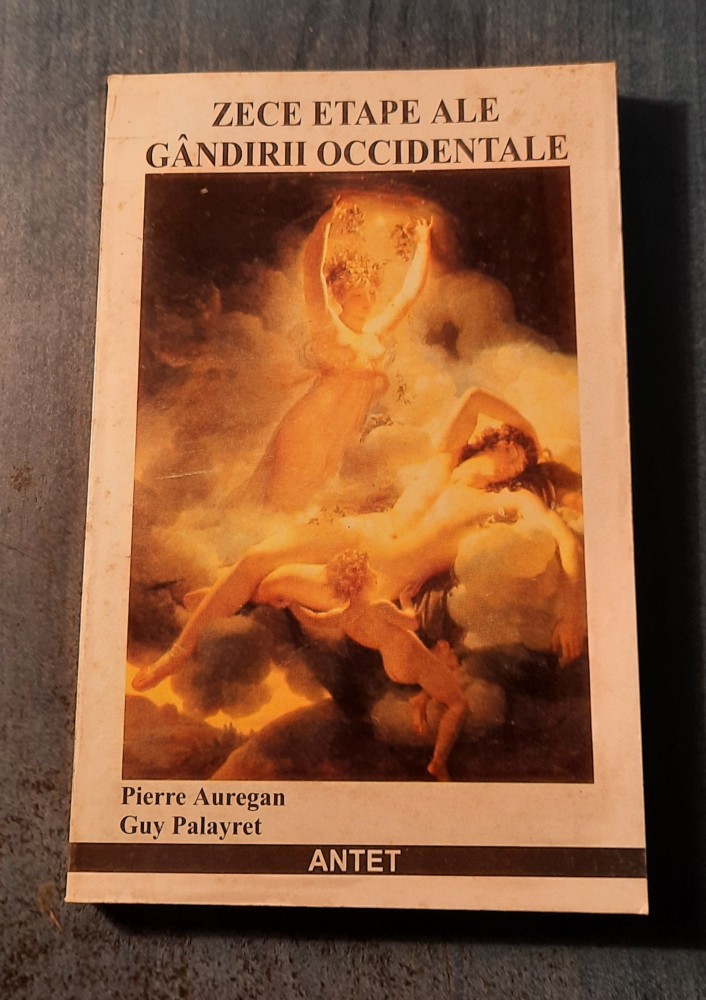 ZECE ETAPE ALE
GÂNDIRII OCCIDENTALE
Pierre Auregan
Guy Palayret
ANTET